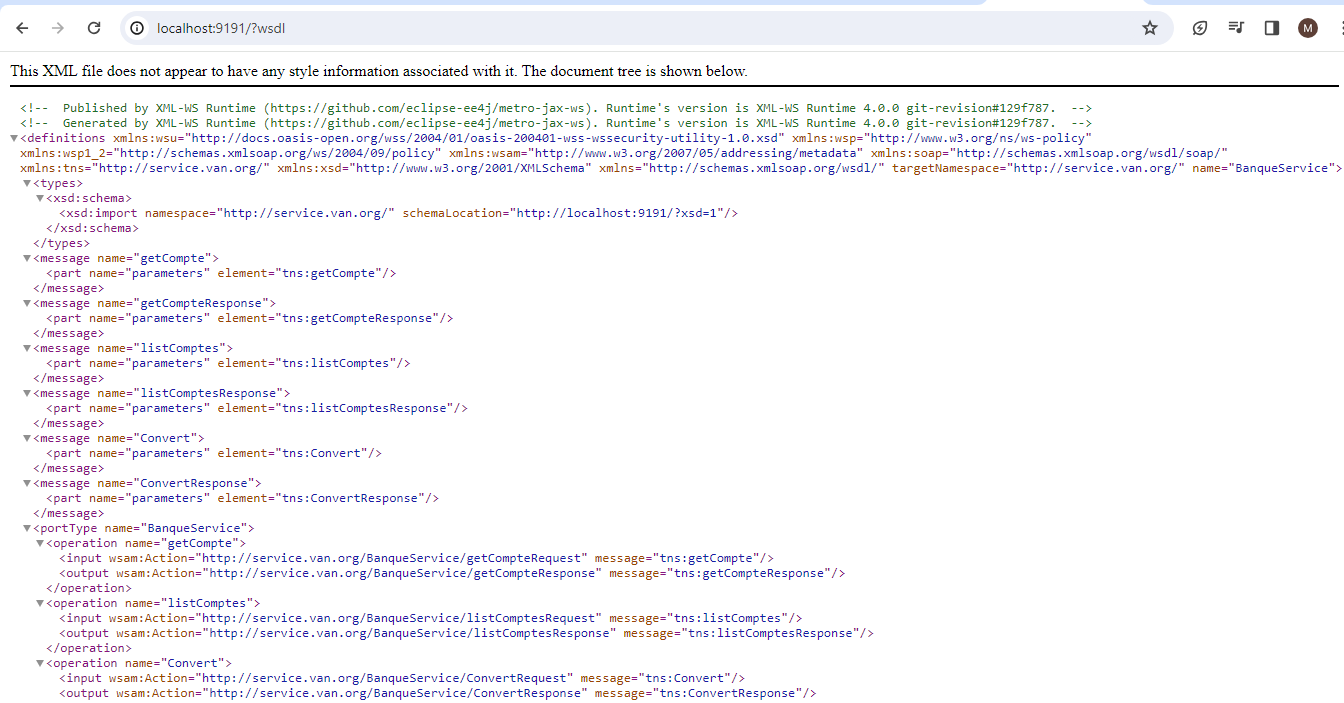 localhost:9191/?wsdl
M
This XML file does not appear to have any style information associated with it. The document tree is shown below.
<!-- Published by XML-WS Runtime (https://github.com/eclipse-ee4j/metro-jax-ws). Runtime's version is XML-WS Runtime 4.0.0 git-revision#129f787. -->
<!-- Generated by XML-WS Runtime (https://github.com/eclipse-ee4j/metro-jax-ws). Runtime's version is XML-WS Runtime 4.0.0 git-revision#129f787. -->
<definitions xmlns:wsu="http://docs.oasis-open.org/wss/2004/01/oasis-200401-wss-wssecurity-utility-1.0.xsd" xmlns:wsp="http://www.w3.org/ns/ws-policy"
xmlns:wsp1_2="http://schemas.xmlsoap.org/ws/2004/09/policy" xmlns:wsam="http://www.w3.org/2007/05/addressing/metadata" xmlns:soap="http://schemas.xmlsoap.org/wsdl/soap/"
xmlns:tns="http://service.van.org/" xmlns:xsd="http://www.w3.org/2001/XMLSchema" xmlns="http://schemas.xmlsoap.org/wsdl/" targetNamespace="http://service.van.org/" name="BanqueService">
<types>
<xsd:schema>
<xsd:import namespace="http://service.van.org/" schemaLocation="http://localhost:9191/?xsd=1"/>
</xsd:schema>
</types>
<message name="getCompte">
<part name="parameters" element="tns:getCompte"/>
</message>
<message name="getCompteResponse">
<part name="parameters" element="tns:getCompteResponse"/>
</message>
<message name="listComptes">
<part name="parameters" element="tns:listComptes"/>
</message>
<message name="listComptesResponse">
<part name="parameters" element="tns:listComptesResponse"/>
</message>
<message name="Convert">
<part name="parameters" element="tns:Convert"/>
</message>
<message name="ConvertResponse">
<part name="parameters" element="tns:ConvertResponse"/>
</message>
<portType name="BanqueService">
<operation name="getCompte">
<input wsam:Action="http://service.van.org/BanqueService/getCompteRequest" message="tns:getCompte"/>
<output wsam:Action="http://service.van.org/BanqueService/getCompteResponse" message="tns:getCompteResponse"/>
</operation>
<operation name="listComptes">
<input wsam:Action="http://service.van.org/BanqueService/listComptesRequest" message="tns:listComptes"/>
<output wsam:Action="http://service.van.org/BanqueService/listComptesResponse" message="tns:listComptesResponse"/>
</operation>
<operation name="Convert">
<input wsam:Action="http://service.van.org/BanqueService/ConvertRequest" message="tns:Convert"/>
<output wsam:Action="http://service.van.org/BanqueService/ConvertResponse" message="tns:ConvertResponse"/>